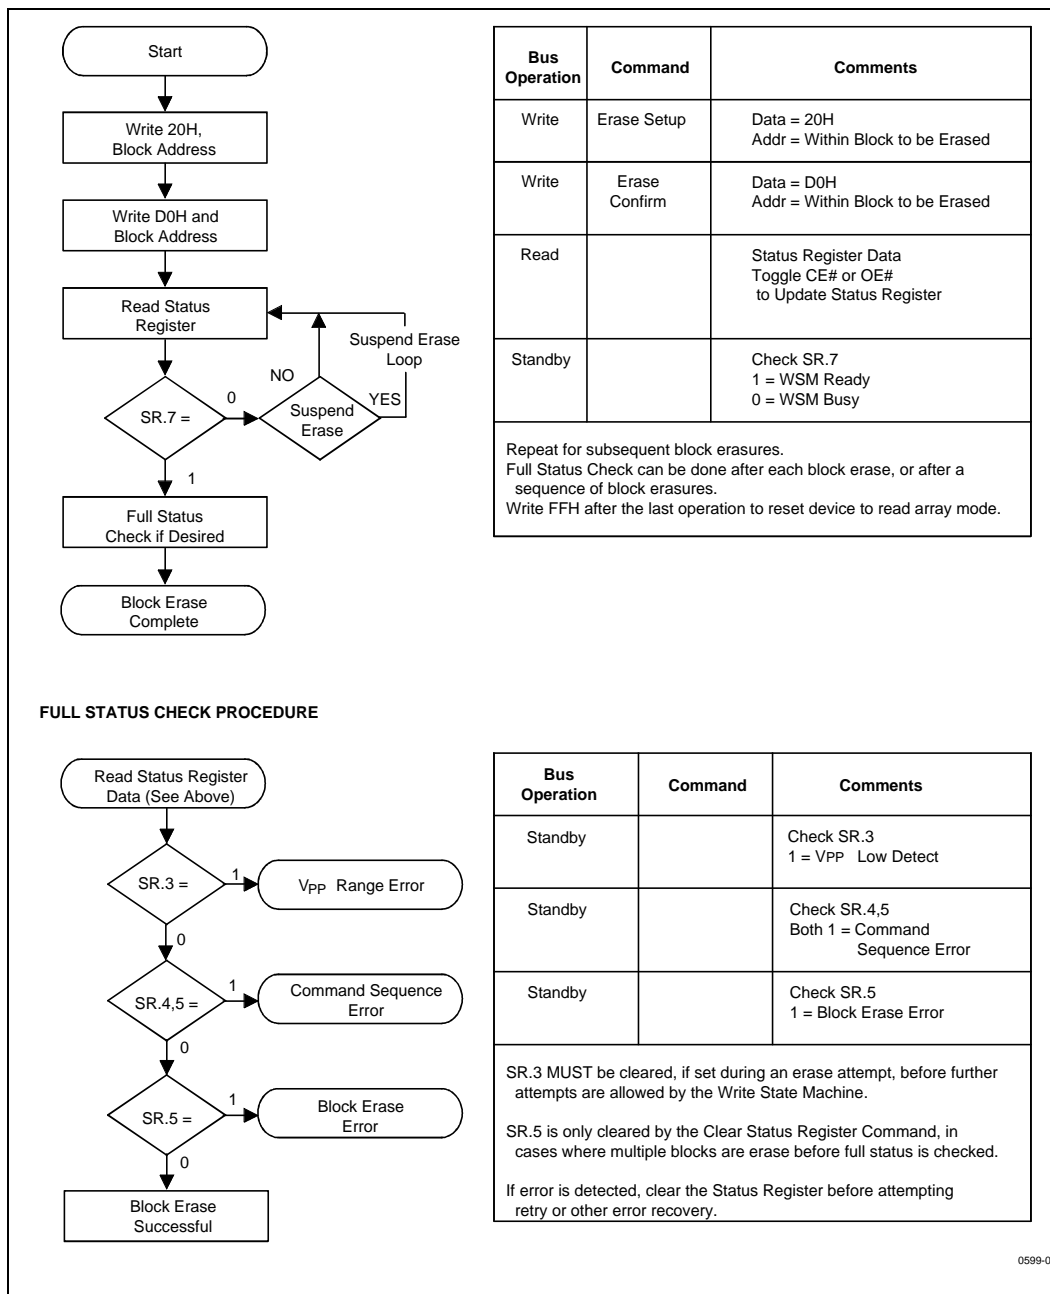 Start
Write 20H,
Block Address
Write D0H and
Block Address
Read Status
Register
Suspend Erase
Loop
NO
YES
SR.7 =
0
Suspend
Erase
1
Full Status
Check if Desired
Block Erase
Complete
Bus
Operation
Command
Comments
Write
Erase Setup
Data = 20H
Addr = Within Block to be Erased
Write
Erase
Confirm
Data = D0H
Addr = Within Block to be Erased
Read
Status Register Data
Toggle CE# or OE#
to Update Status Register
Standby
Check SR.7
1 = WSM Ready
0 = WSM Busy
Repeat for subsequent block erasures.
Full Status Check can be done after each block erase, or after a
sequence of block erasures.
Write FFH after the last operation to reset device to read array mode.
FULL STATUS CHECK PROCEDURE
Read Status Register
Data (See Above)
SR.3 =
1
VPP Range Error
0
SR.4,5 =
1
Command Sequence
Error
0
SR.5 =
1
Block Erase
Error
0
Block Erase
Successful
Bus
Operation
Command
Comments
Standby
Check SR.3
1 = VPP Low Detect
Standby
Check SR.4,5
Both 1 = Command
Sequence Error
Standby
Check SR.5
1 = Block Erase Error
SR.3 MUST be cleared, if set during an erase attempt, before further
attempts are allowed by the Write State Machine.
SR.5 is only cleared by the Clear Status Register Command, in
cases where multiple blocks are erase before full status is checked.
If error is detected, clear the Status Register before attempting
retry or other error recovery.
0599-0